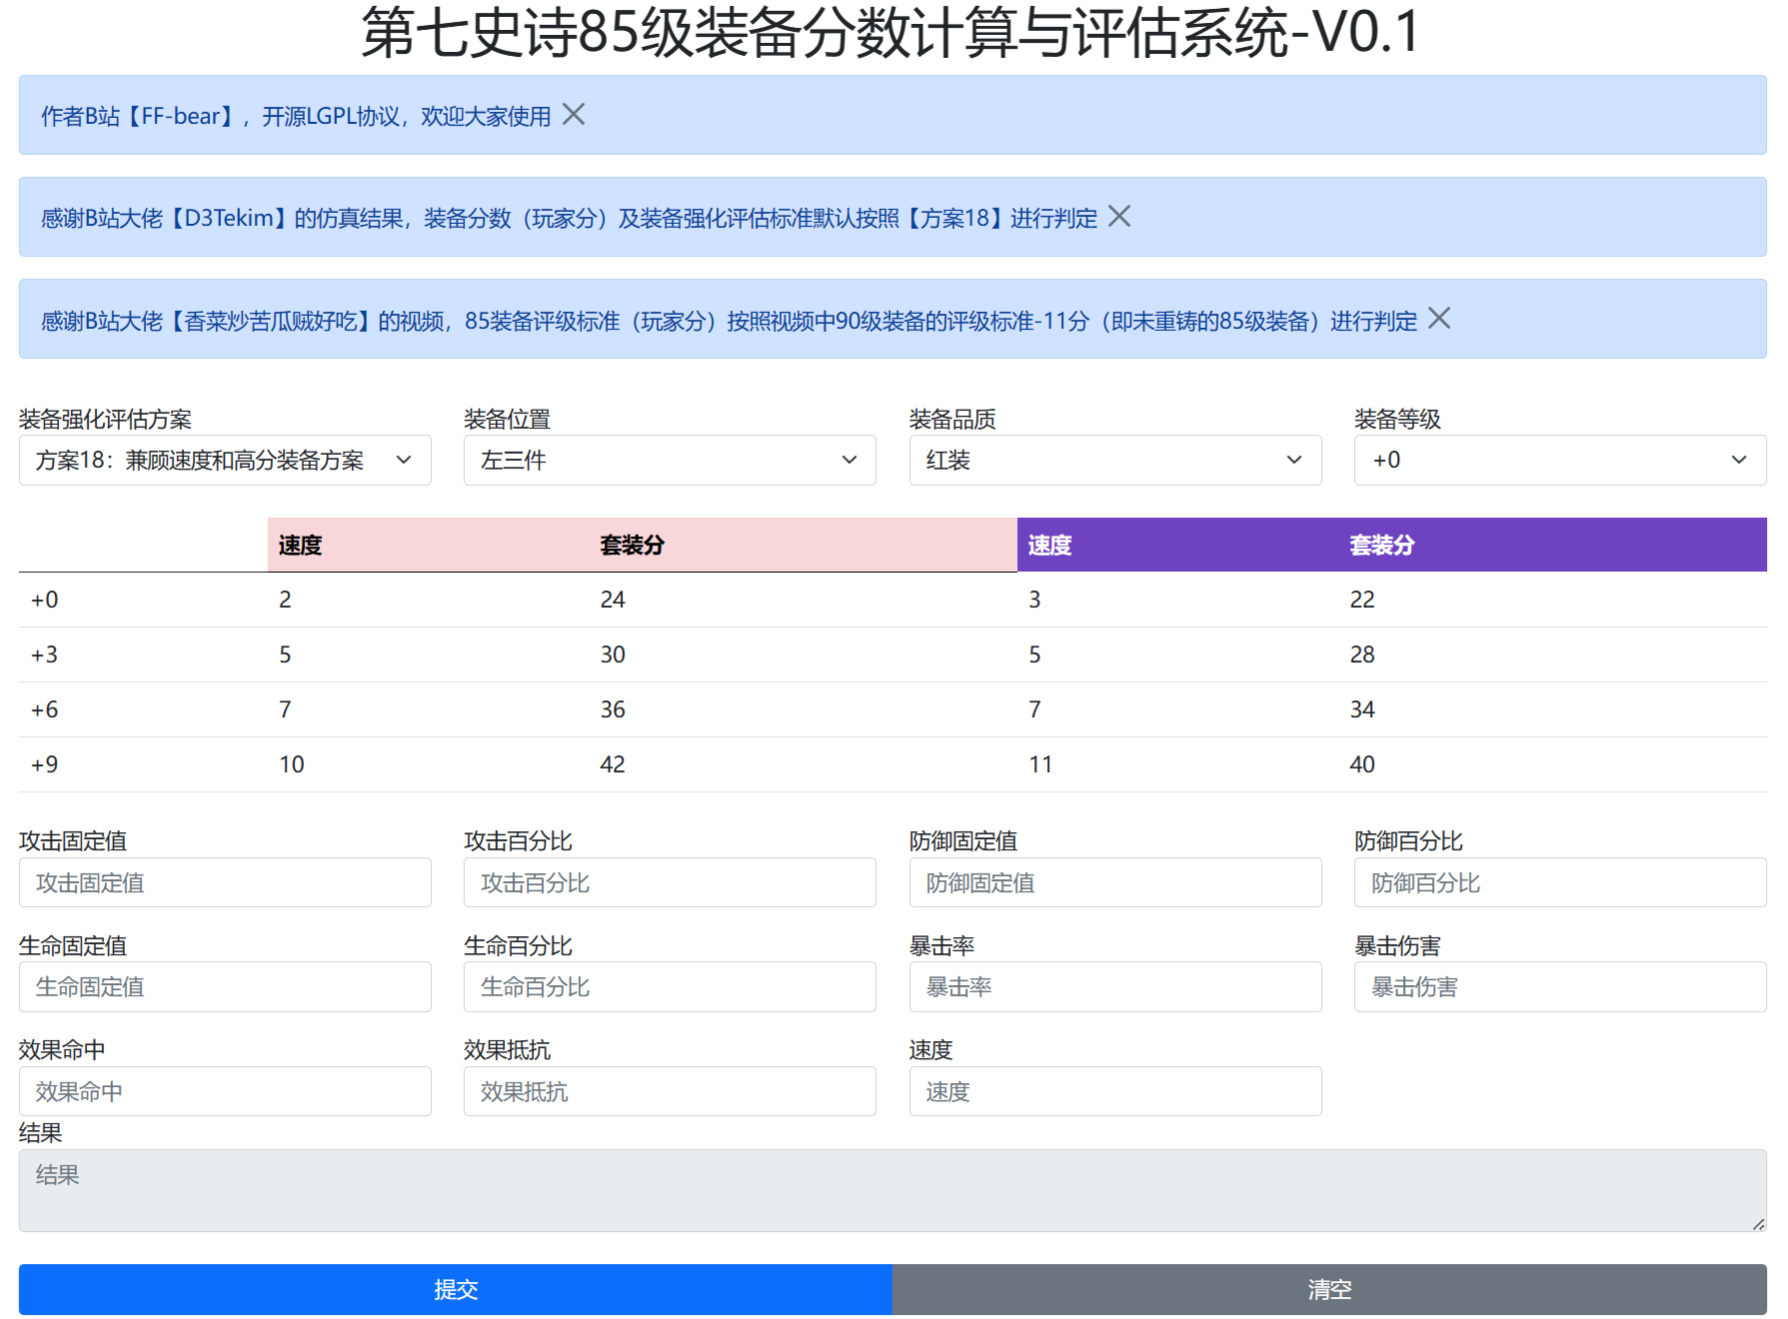 第七史诗85级装备分数计算与评估系统-V0.1
作者B站【FF-bear】，开源LGPL协议，欢迎大家使用
感谢B站大佬【D3Tekim】的仿真结果，装备分数（玩家分）及装备强化评估标准默认按照【方案18】进行判定
感谢B站大佬【香菜炒苦瓜贼好吃】的视频，85装备评级标准（玩家分）按照视频中90级装备的评级标准-11分（即未重铸的85级装备）进行判定
装备强化评估方案 装备位置 装备品质 装备等级
方案18：兼顾速度和高分装备方案 左三件 红装 +0
速度 套装分 速度 套装分
+0 2 24 3 22
+3 5 30 5 28
+6 7 36 7 34
+9 10 42 11 40
攻击固定值 攻击百分比 防御固定值 防御百分比
攻击固定值 攻击百分比 防御固定值 防御百分比
生命固定值 生命百分比 暴击率 暴击伤害
生命固定值 生命百分比 暴击率 暴击伤害
效果命中 效果抵抗 速度
效果命中 效果抵抗 速度
结果
结果
提交 清空